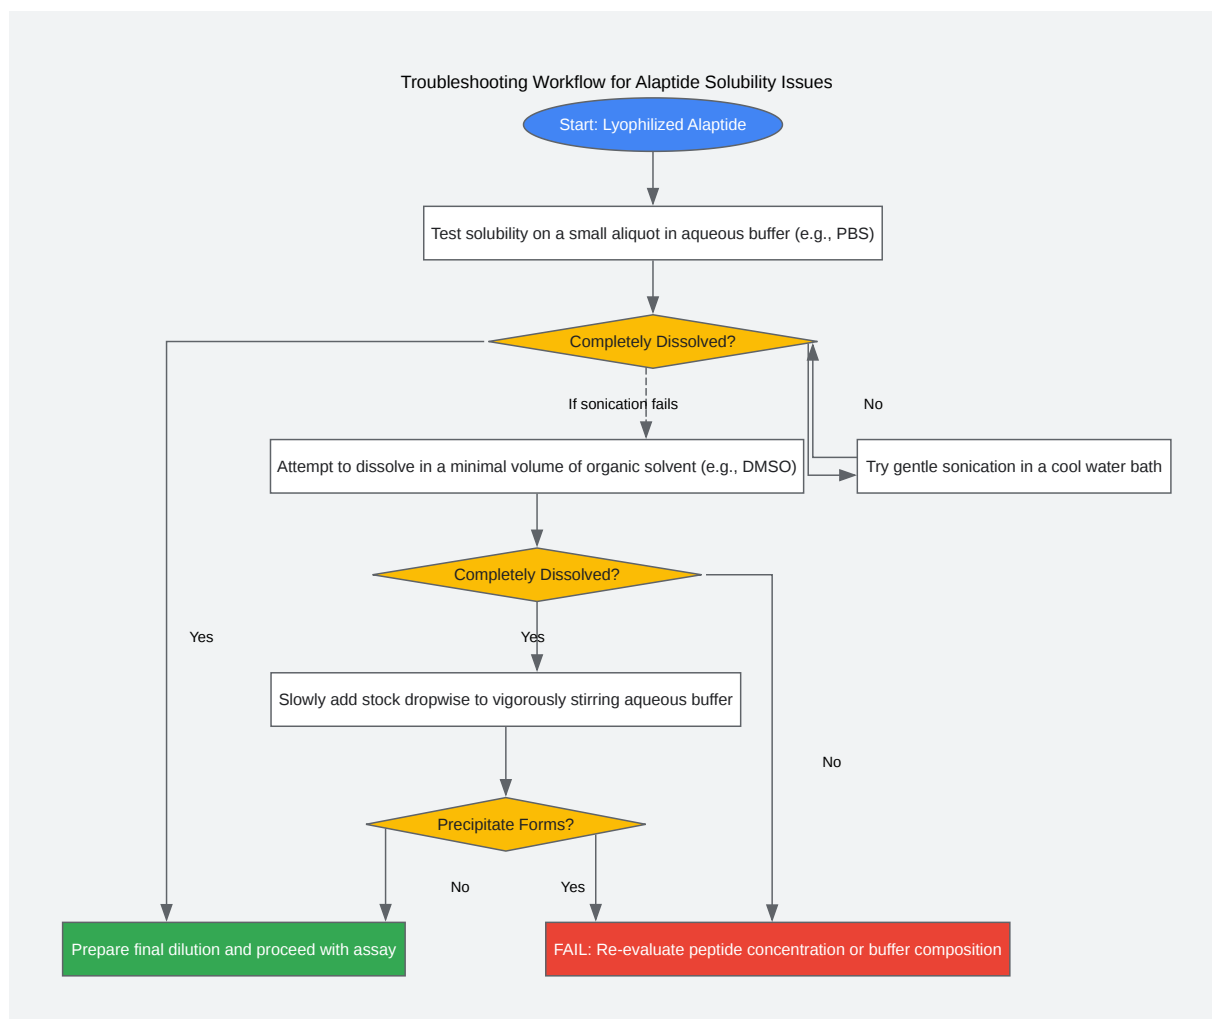 Troubleshooting Workflow for Alaptide Solubility Issues
Start: Lyophilized Alaptide
Test solubility on a small aliquot in aqueous buffer (e.g., PBS)
Completely Dissolved?
If sonication fails
No
Attempt to dissolve in a minimal volume of organic solvent (e.g., DMSO)
Try gentle sonication in a cool water bath
Completely Dissolved?
Yes
Yes
Slowly add stock dropwise to vigorously stirring aqueous buffer
No
Precipitate Forms?
No
Yes
Prepare final dilution and proceed with assay
FAIL: Re-evaluate peptide concentration or buffer composition